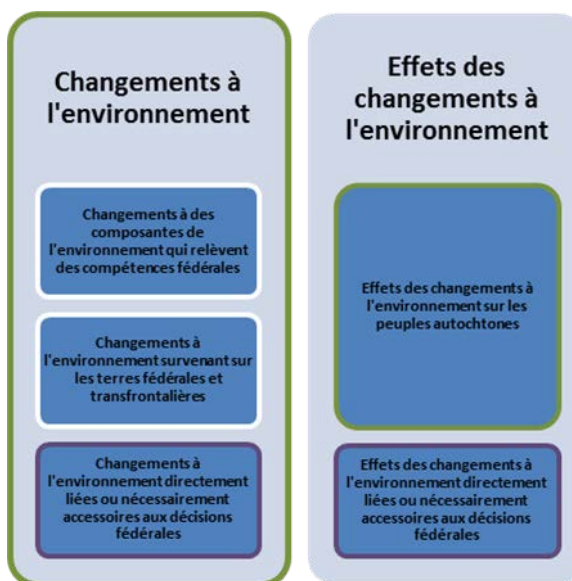 Changements à
l'environnement
Changements à des
composantes de
l'environnement qui relèvent
des compétences fédérales
Changements à
l'environnement survenant sur
les terres fédérales et
transfrontalières
Changements à
l'environnement directement
liées ou nécessairement
accessoires aux décisions
fédérales
Effets des
changements à
l'environnement
Effets des changements à
l'environnement sur les
peuples autochtones
Effets des changements à
l'environnement directement
liées ou nécessairement
accessoires aux décisions
fédérales